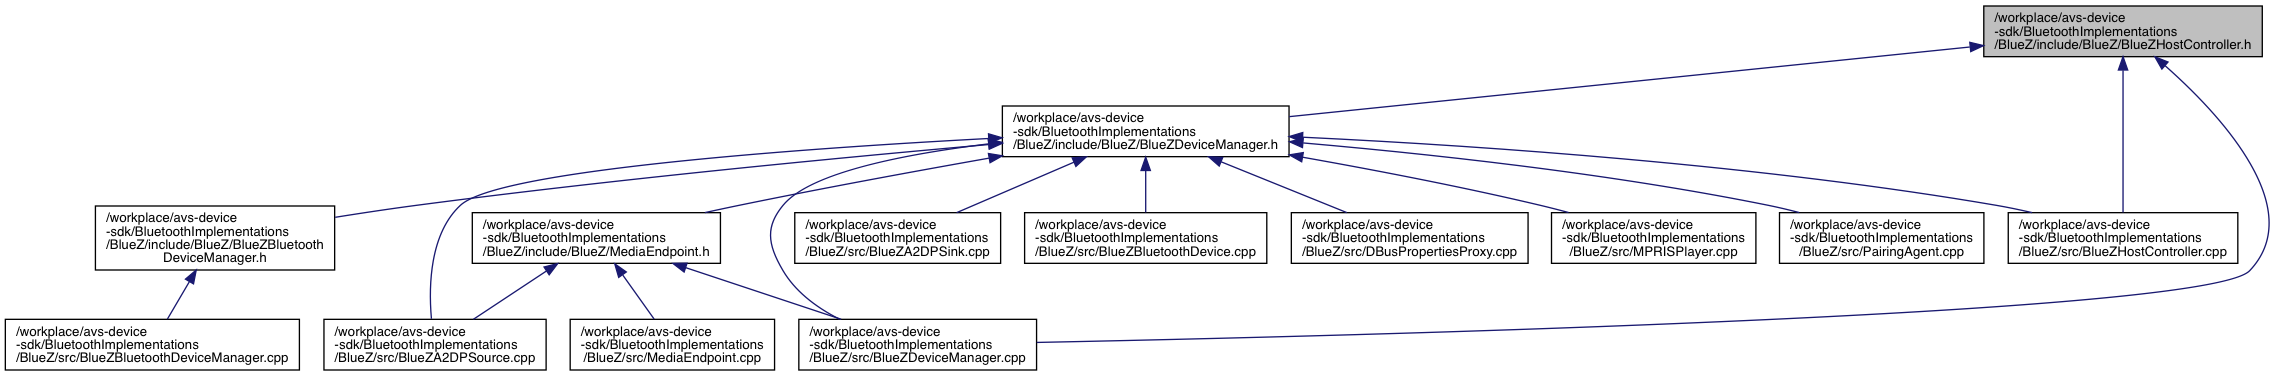 /workplace/avs-device
-sdk/BluetoothImplementations
/BlueZ/include/BlueZ/BlueZHostController.h
/workplace/avs-device
-sdk/BluetoothImplementations
/BlueZ/include/BlueZ/BlueZDeviceManager.h
/workplace/avs-device
-sdk/BluetoothImplementations
/BlueZ/include/BlueZ/BlueZBluetooth
DeviceManager.h
/workplace/avs-device
-sdk/BluetoothImplementations
/BlueZ/include/BlueZ/MediaEndpoint.h
/workplace/avs-device
-sdk/BluetoothImplementations
/BlueZ/src/BlueZA2DPSink.cpp
/workplace/avs-device
-sdk/BluetoothImplementations
/BlueZ/src/BlueZBluetoothDevice.cpp
/workplace/avs-device
-sdk/BluetoothImplementations
/BlueZ/src/DBusPropertiesProxy.cpp
/workplace/avs-device
-sdk/BluetoothImplementations
/BlueZ/src/MPRISPlayer.cpp
/workplace/avs-device
-sdk/BluetoothImplementations
/BlueZ/src/PairingAgent.cpp
/workplace/avs-device
-sdk/BluetoothImplementations
/BlueZ/src/BlueZHostController.cpp
/workplace/avs-device
-sdk/BluetoothImplementations
/BlueZ/src/BlueZBluetoothDeviceManager.cpp
/workplace/avs-device
-sdk/BluetoothImplementations
/BlueZ/src/BlueZA2DPSource.cpp
/workplace/avs-device
-sdk/BluetoothImplementations
/BlueZ/src/MediaEndpoint.cpp
/workplace/avs-device
-sdk/BluetoothImplementations
/BlueZ/src/BlueZDeviceManager.cpp